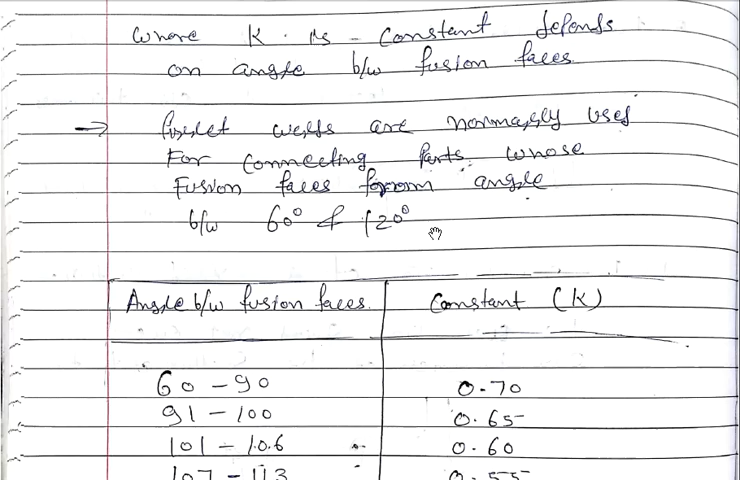 where K is constant depends
on angle b/w fusion faces.
→ fillet welds are normally used
For connecting parts whose
Fusion faces form angle
b/w 60° & 120°
Angle b/w fusion faces. Constant (K)
60 - 90 0.70
91 - 100 0.65
101 - 106 0.60
107 - 113 0.55